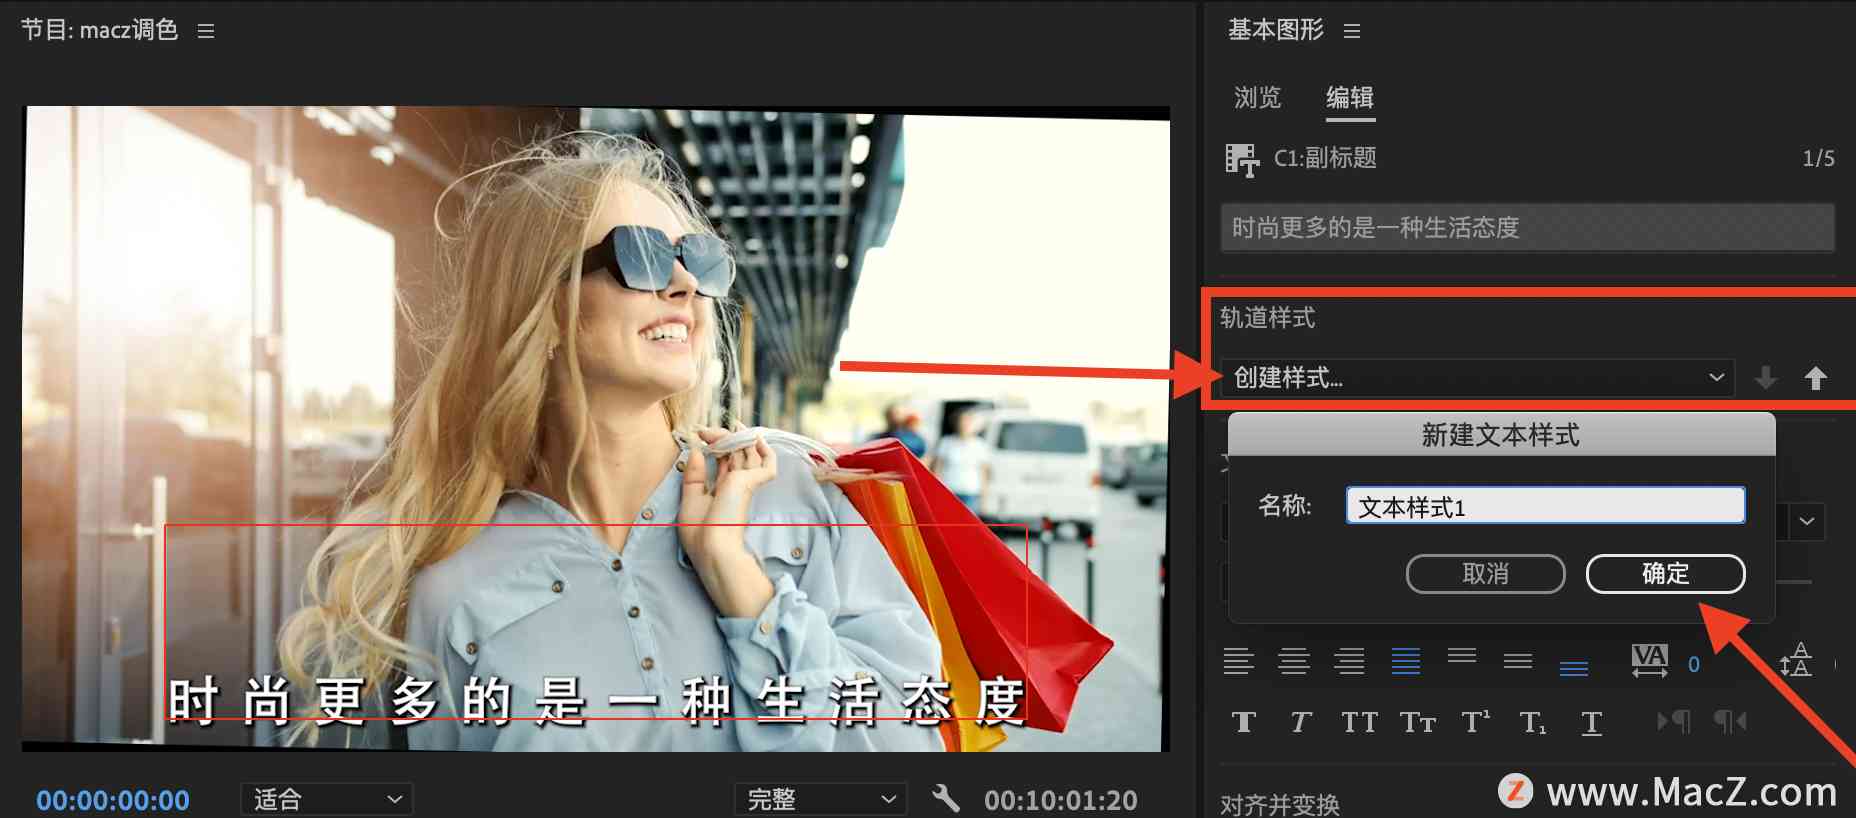 节目: macz调色
时尚更多的是一种生活态度
00:00:00:00
适合
完整
00:10:01:20
基本图形
浏览 编辑
C1:副标题 1/5
时尚更多的是一种生活态度
轨道样式
创建样式...
新建文本样式
名称: 文本样式1
取消 确定
VA 0
对齐并变换
www.MacZ.com